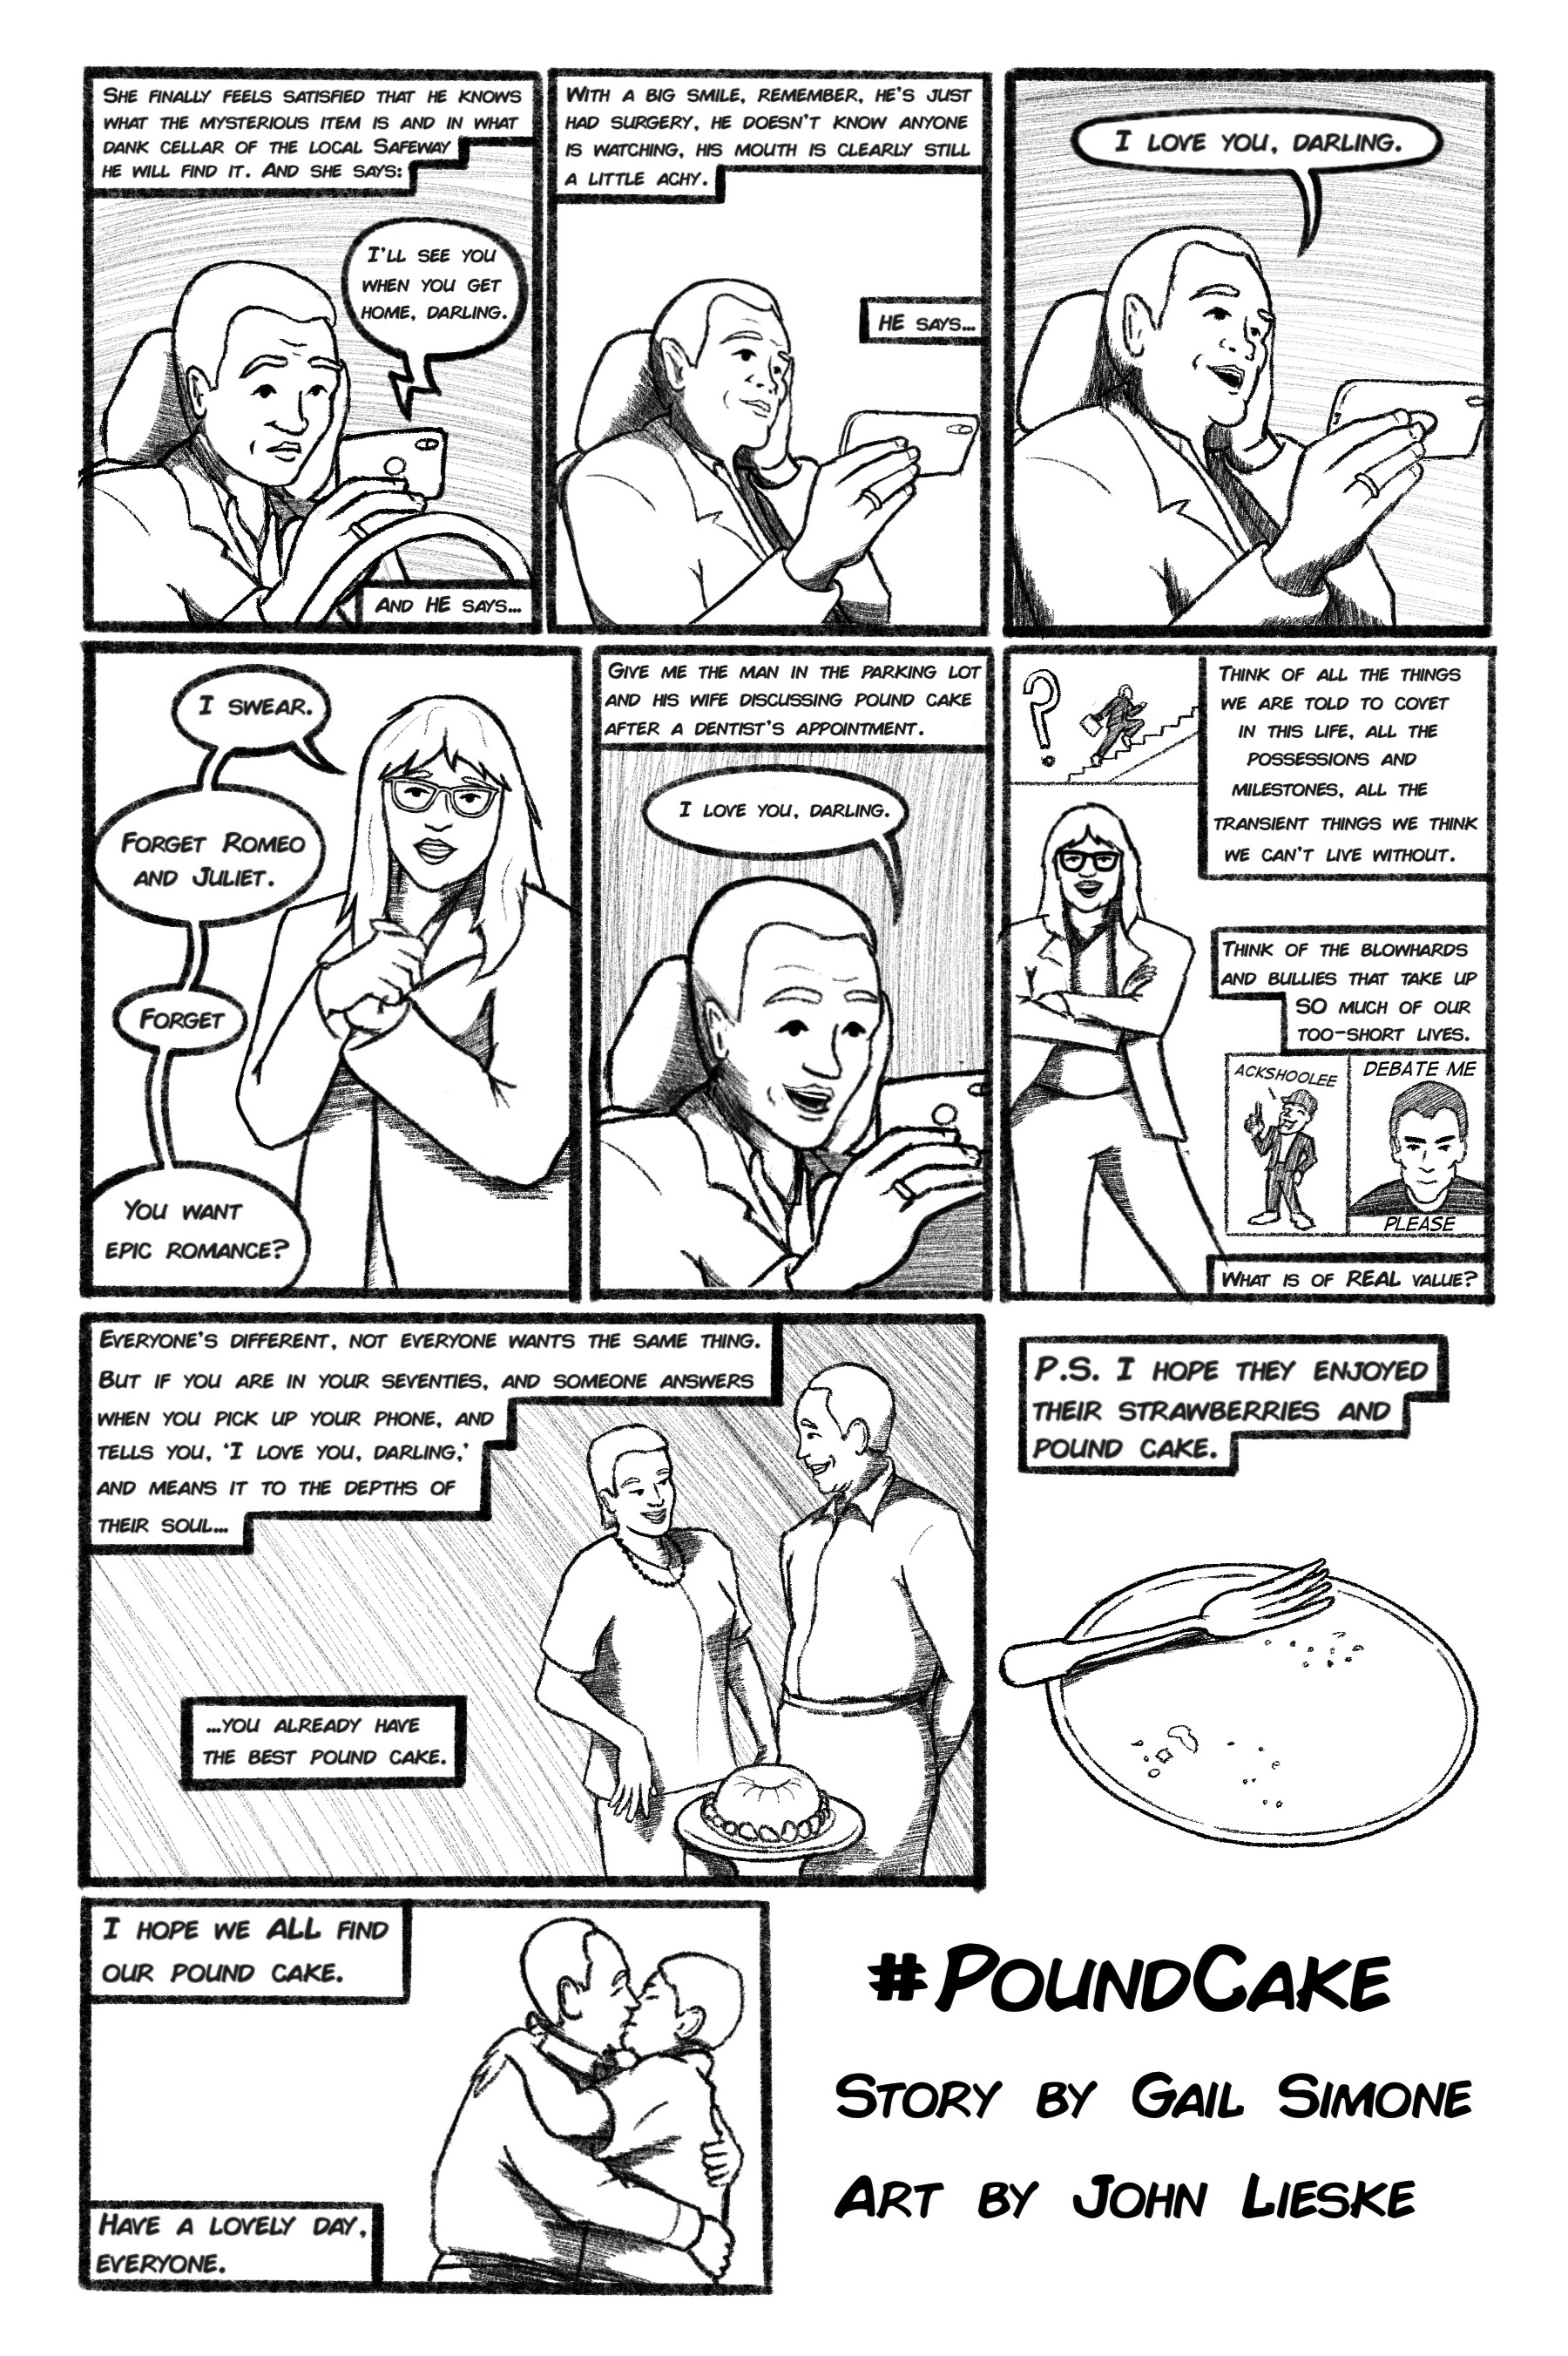 She finally feels satisfied that he knows
what the mysterious item is and in what
dank cellar of the local Safeway
he will find it. And she says:
I'll see you
when you get
home, darling.
And HE says...
With a big smile, remember, he's just
had surgery, he doesn't know anyone
is watching, his mouth is clearly still
a little achy.
HE says...
I love you, darling.
I swear.
Forget Romeo
and Juliet.
Forget
You want
epic romance?
Give me the man in the parking lot
and his wife discussing pound cake
after a dentist's appointment.
I love you, darling.
?
Think of all the things
we are told to covet
in this life, all the
possessions and
milestones, all the
transient things we think
we can't live without.
Think of the blowhards
and bullies that take up
SO much of our
too-short lives.
ACKSHOOLEE
DEBATE ME
PLEASE
What is of REAL value?
Everyone's different, not everyone wants the same thing.
But if you are in your seventies, and someone answers
when you pick up your phone, and
tells you, 'I love you, darling,'
and means it to the depths of
their soul...
...you already have
the best pound cake.
P.S. I hope they enjoyed
their strawberries and
pound cake.
I hope we ALL find
our pound cake.
Have a lovely day,
everyone.
#PoundCake
Story by Gail Simone
Art by John Lieske